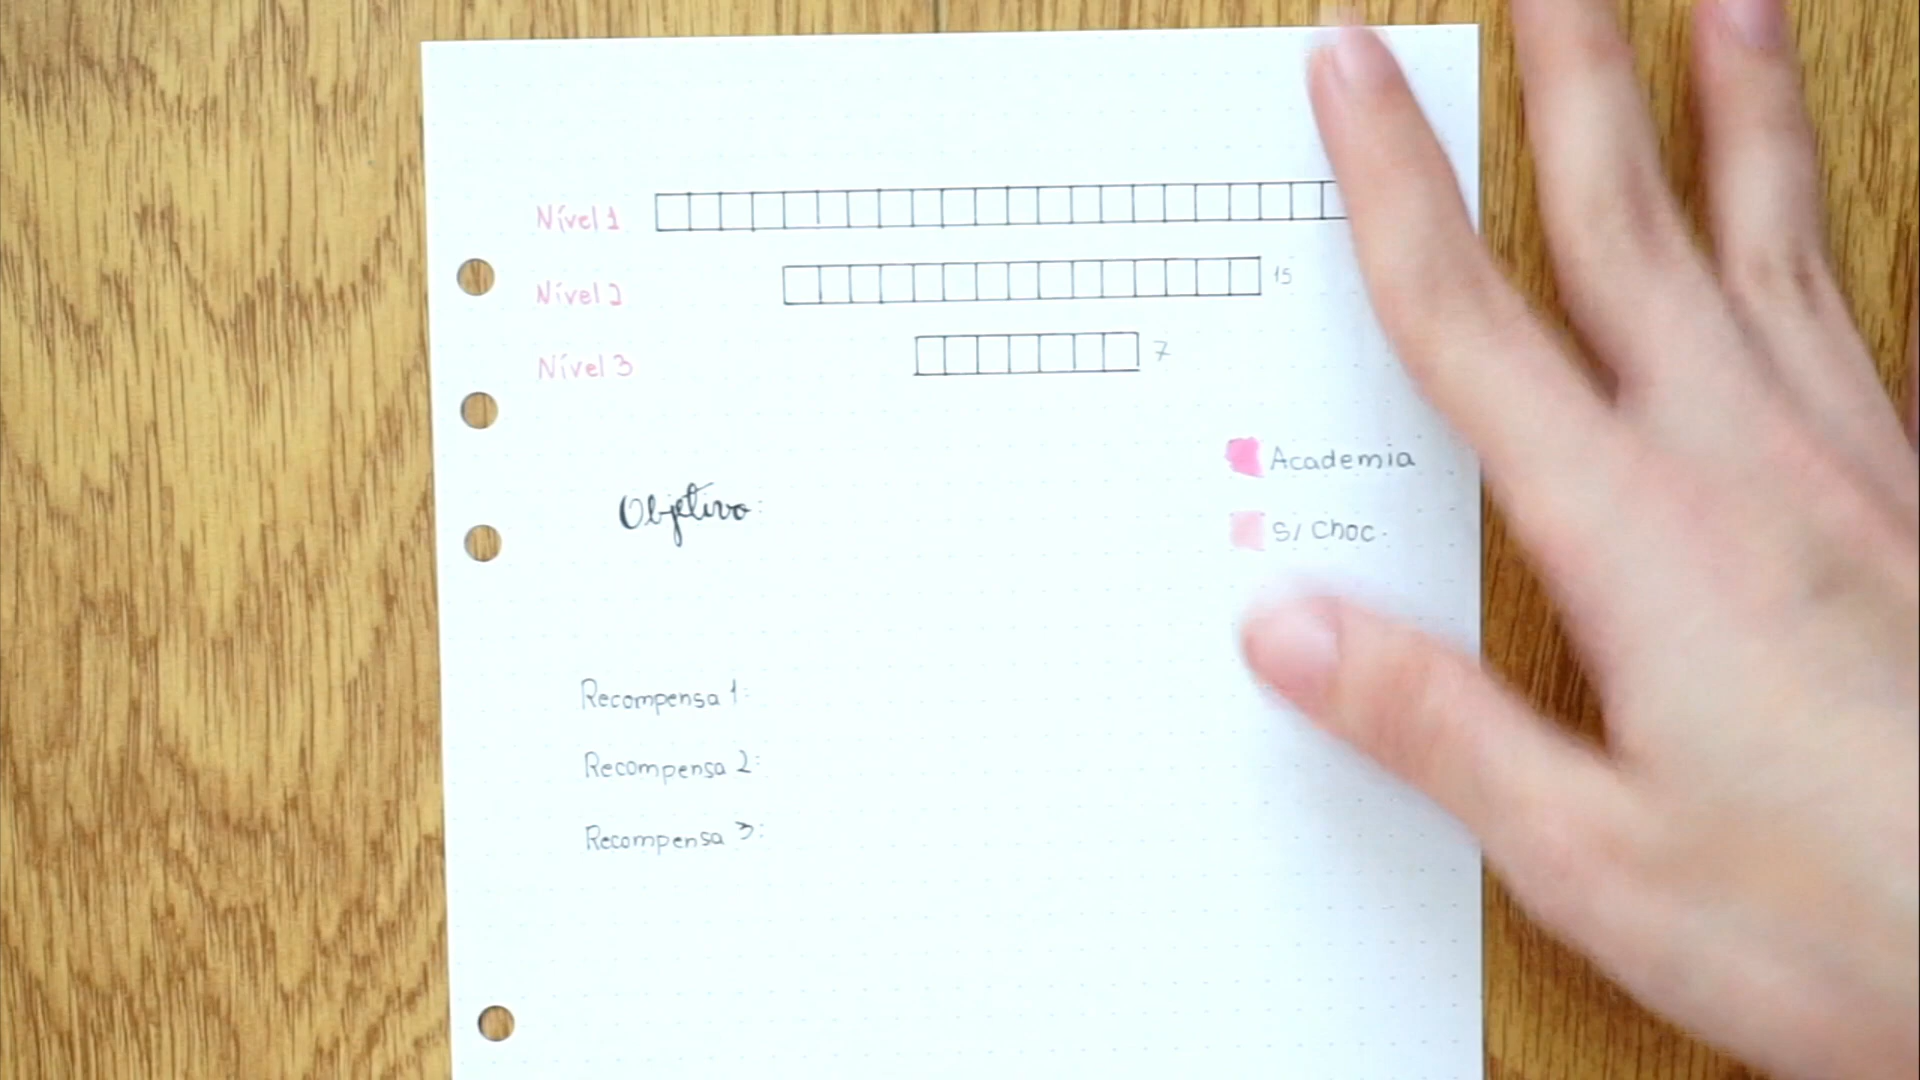 Nível 1
Nível 2 15
Nível 3 7
Academia
Objetivo:
S/ Choc.
Recompensa 1:
Recompensa 2:
Recompensa 3: